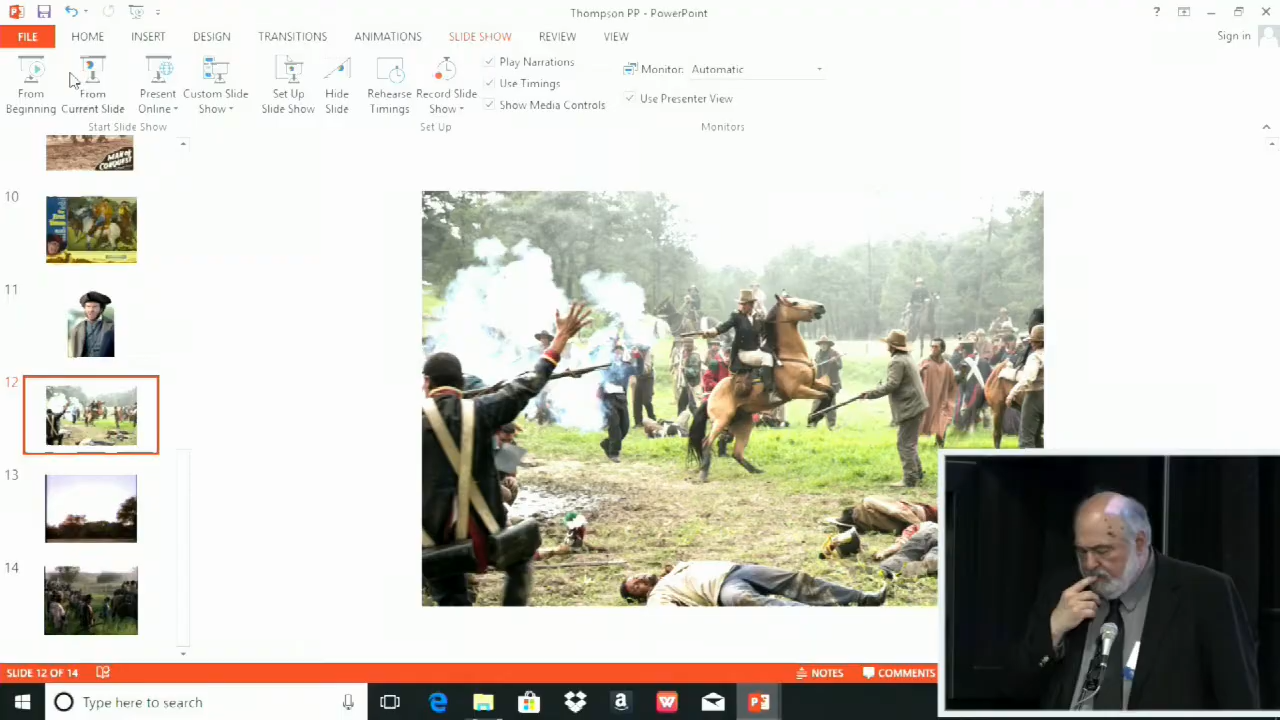 Thompson PP - PowerPoint
?
FILE HOME INSERT DESIGN TRANSITIONS ANIMATIONS SLIDE SHOW REVIEW VIEW Sign in
From Beginning
From Current Slide
Present Online
Custom Slide Show
Set Up Slide Show
Hide Slide
Rehearse Timings
Record Slide Show
Play Narrations
Use Timings
Show Media Controls
Monitor: Automatic
Use Presenter View
Start Slide Show Set Up Monitors
MAN OF
CONQUEST
10
11
12
13
14
SLIDE 12 OF 14 NOTES COMMENTS
Type here to search